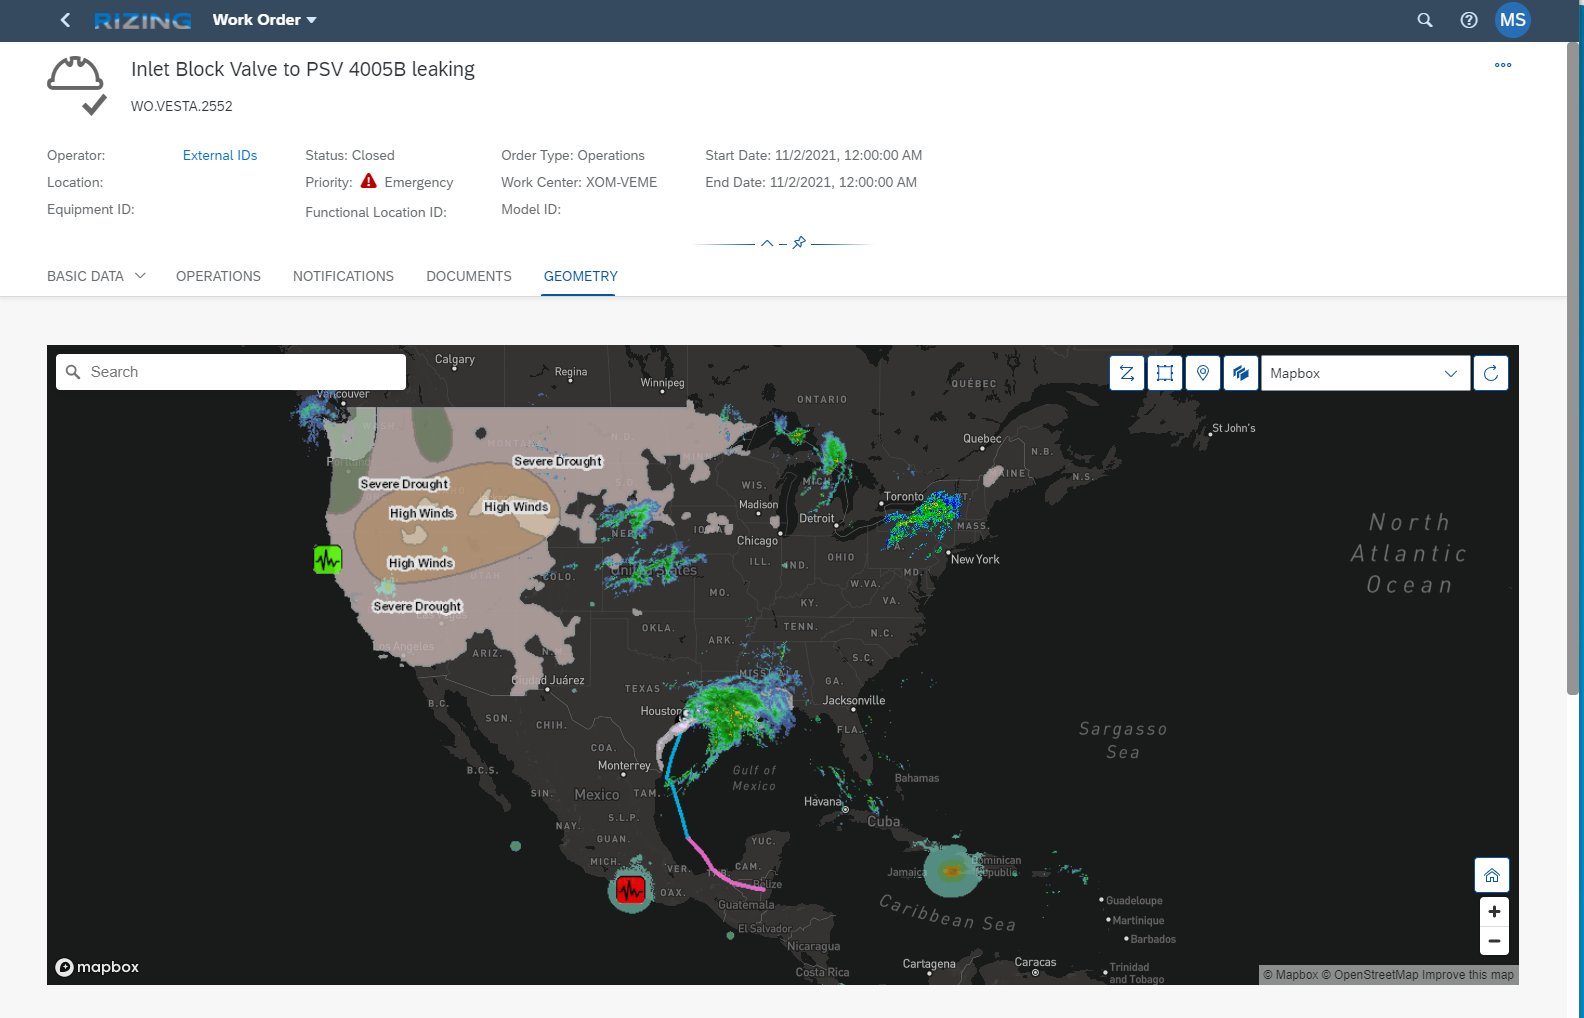 RIZING Work Order MS
Inlet Block Valve to PSV 4005B leaking
WO.VESTA.2552
Operator: External IDs Status: Closed Order Type: Operations Start Date: 11/2/2021, 12:00:00 AM
Location: Priority: Emergency Work Center: XOM-VEME End Date: 11/2/2021, 12:00:00 AM
Equipment ID: Functional Location ID: Model ID:
BASIC DATA OPERATIONS NOTIFICATIONS DOCUMENTS GEOMETRY
Search
Mapbox
Calgary
Regina
Winnipeg
Vancouver
ONTARIO
QUÉBEC
St John's
WASH
MONTANA
N.D.
MINN.
Quebec
N.B.
MAINE
N.S.
Portland
Severe Drought
Severe Drought
S.D.
WIS.
MICH.
Toronto
VT.
High Winds
High Winds
Madison
Detroit
MASS.
North
Atlantic
Ocean
NEB.
IOWA
Chicago
PA.
New York
High Winds
UTAH
COLO.
United States
ILL.
IND.
OHIO
MD.
W.VA.
Severe Drought
Las Vegas
MO.
KY.
VA.
Los Angeles
ARIZ.
N.M.
OKLA.
ARK.
TENN.
N.C.
S.C.
Ciudad Juárez
TEXAS
MISS.
GA.
Jacksonville
B.C.
SON.
CHIH.
Houston
FLA.
Sargasso
Sea
COA.
Monterrey
B.C.S.
Gulf of
Mexico
Bahamas
SIN.
Mexico
TAM.
Havana
Cuba
S.L.P.
NAY.
GUAN.
YUC.
MICH.
VER.
TAB.
CAM.
Jamaica
Dominican
Republic
OAX.
Belize
Guatemala
Caribbean Sea
Guadeloupe
Martinique
El Salvador
Barbados
Nicaragua
Cartagena
Caracas
Trinidad
and Tobago
Costa Rica
mapbox
© Mapbox © OpenStreetMap Improve this map